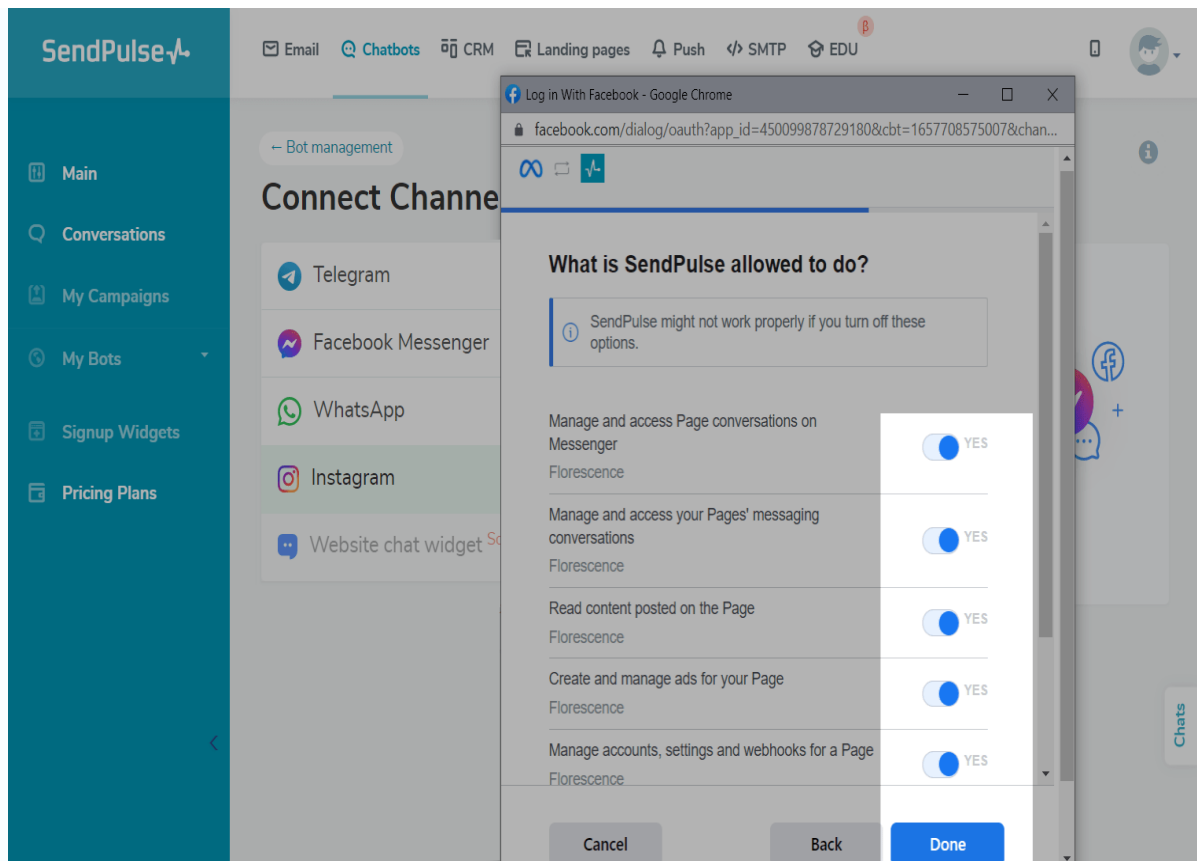 SendPulse
Email
Chatbots
CRM
Landing pages
Push
SMTP
EDU
β
Main
Conversations
My Campaigns
My Bots
Signup Widgets
Pricing Plans
← Bot management
Connect Channe
Telegram
Facebook Messenger
WhatsApp
Instagram
Website chat widget
Log in With Facebook - Google Chrome
facebook.com/dialog/oauth?app_id=450099878729180&cbt=1657708575007&chan...
What is SendPulse allowed to do?
SendPulse might not work properly if you turn off these
options.
Manage and access Page conversations on
Messenger
Florescence
YES
Manage and access your Pages' messaging
conversations
Florescence
YES
Read content posted on the Page
Florescence
YES
Create and manage ads for your Page
Florescence
YES
Manage accounts, settings and webhooks for a Page
Florescence
YES
Cancel
Back
Done
Chats